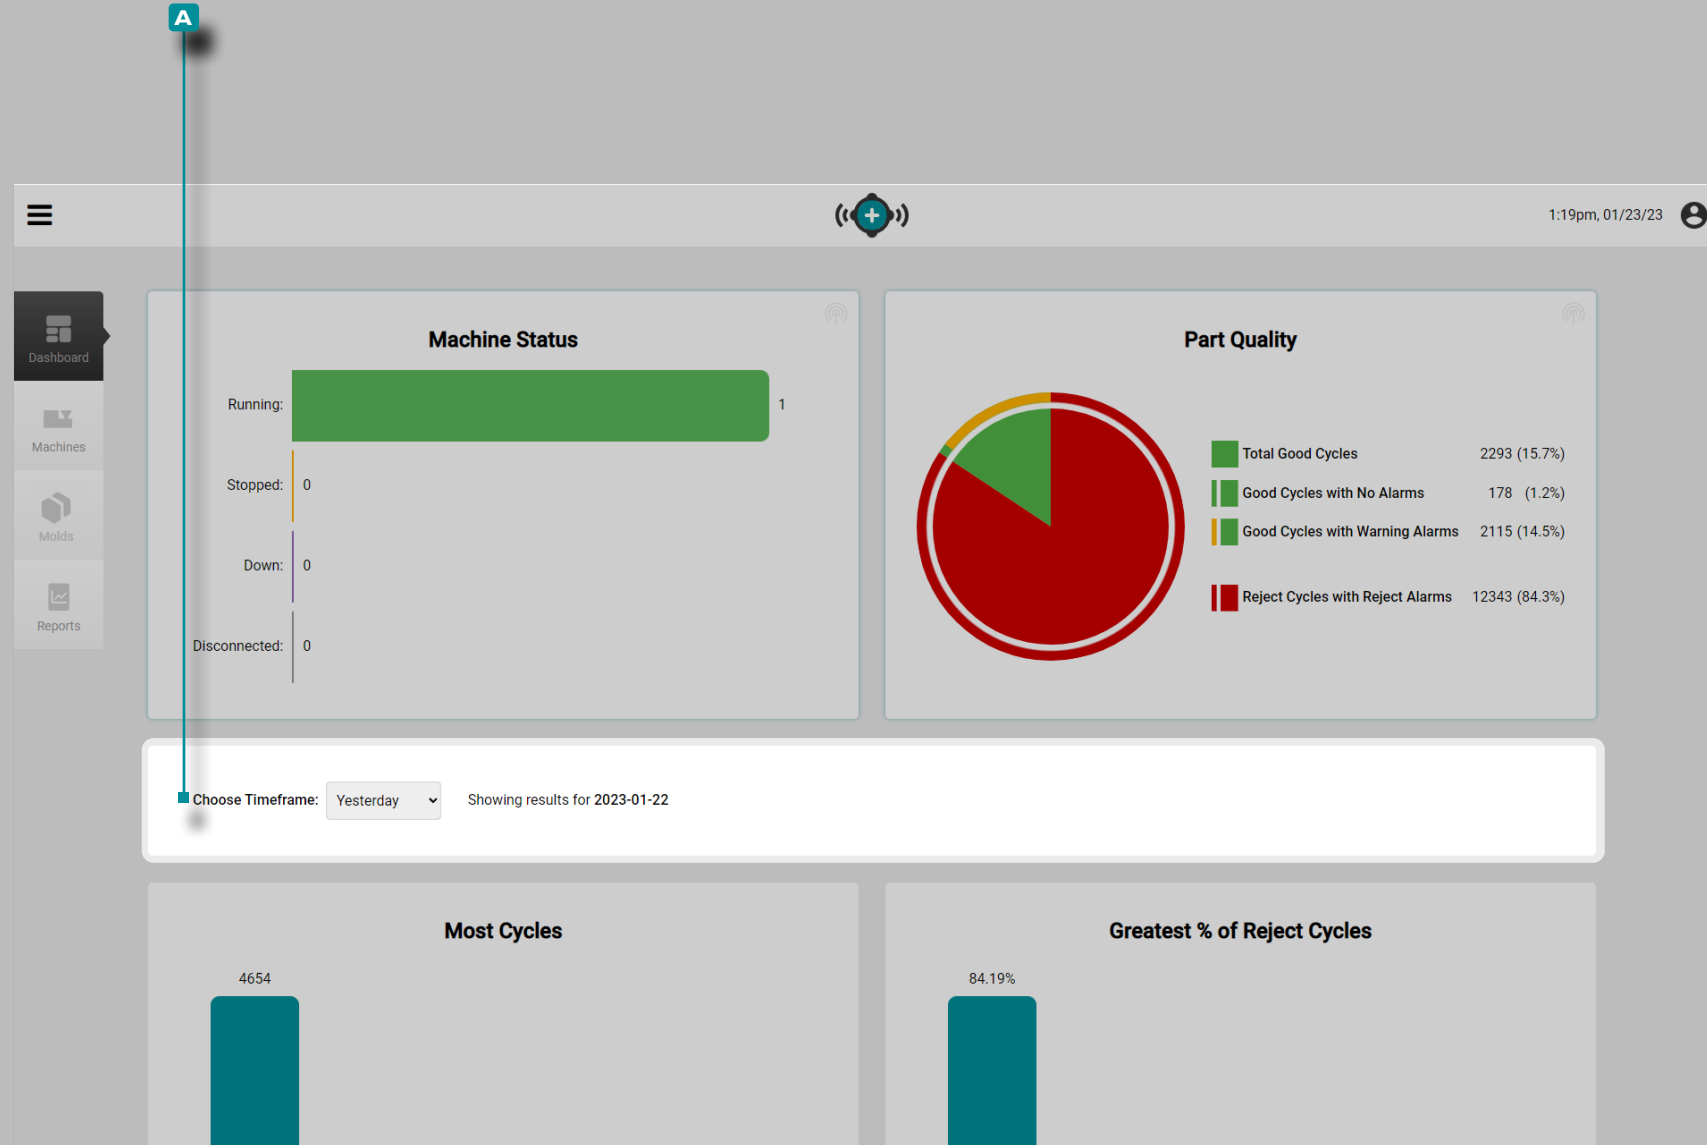 A
1:19pm, 01/23/23
Dashboard
Machines
Molds
Reports
Machine Status
Running: 1
Stopped: 0
Down: 0
Disconnected: 0
Part Quality
Total Good Cycles 2293 (15.7%)
Good Cycles with No Alarms 178 (1.2%)
Good Cycles with Warning Alarms 2115 (14.5%)
Reject Cycles with Reject Alarms 12343 (84.3%)
Choose Timeframe: Yesterday Showing results for 2023-01-22
Most Cycles
4654
Greatest % of Reject Cycles
84.19%